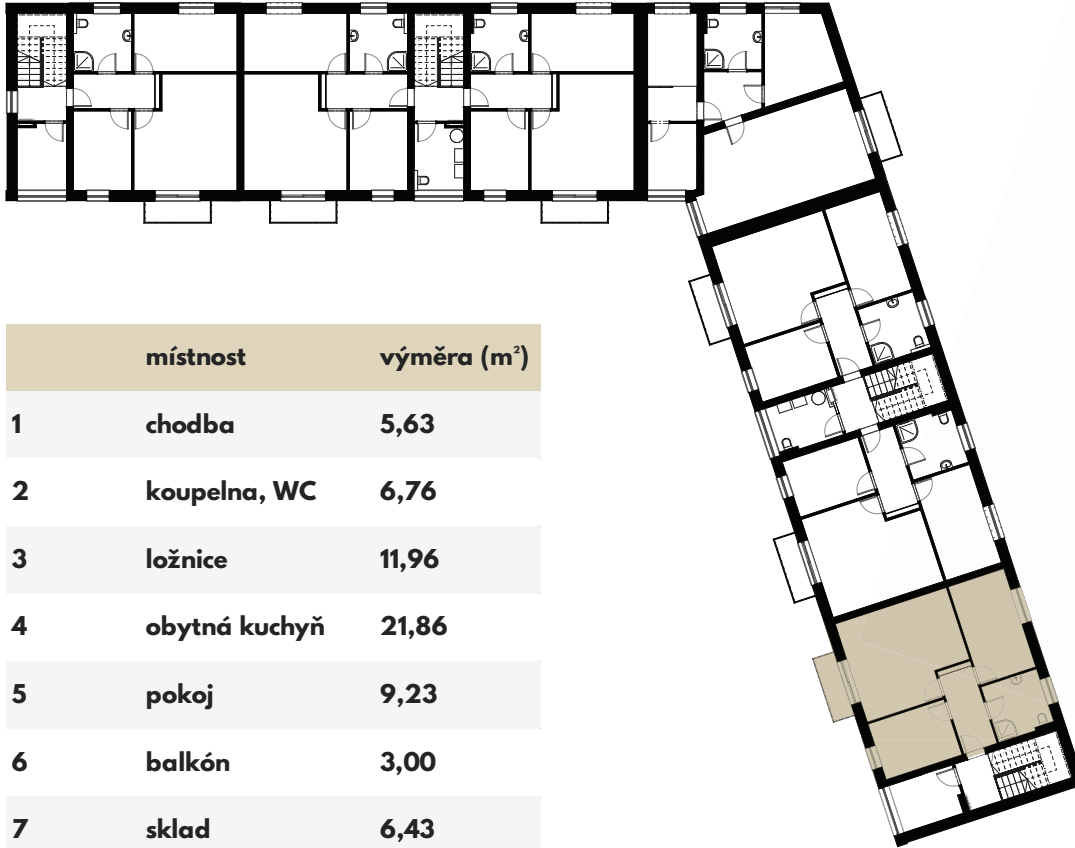 místnost výměra (m²)
1 chodba 5,63
2 koupelna, WC 6,76
3 ložnice 11,96
4 obytná kuchyň 21,86
5 pokoj 9,23
6 balkón 3,00
7 sklad 6,43